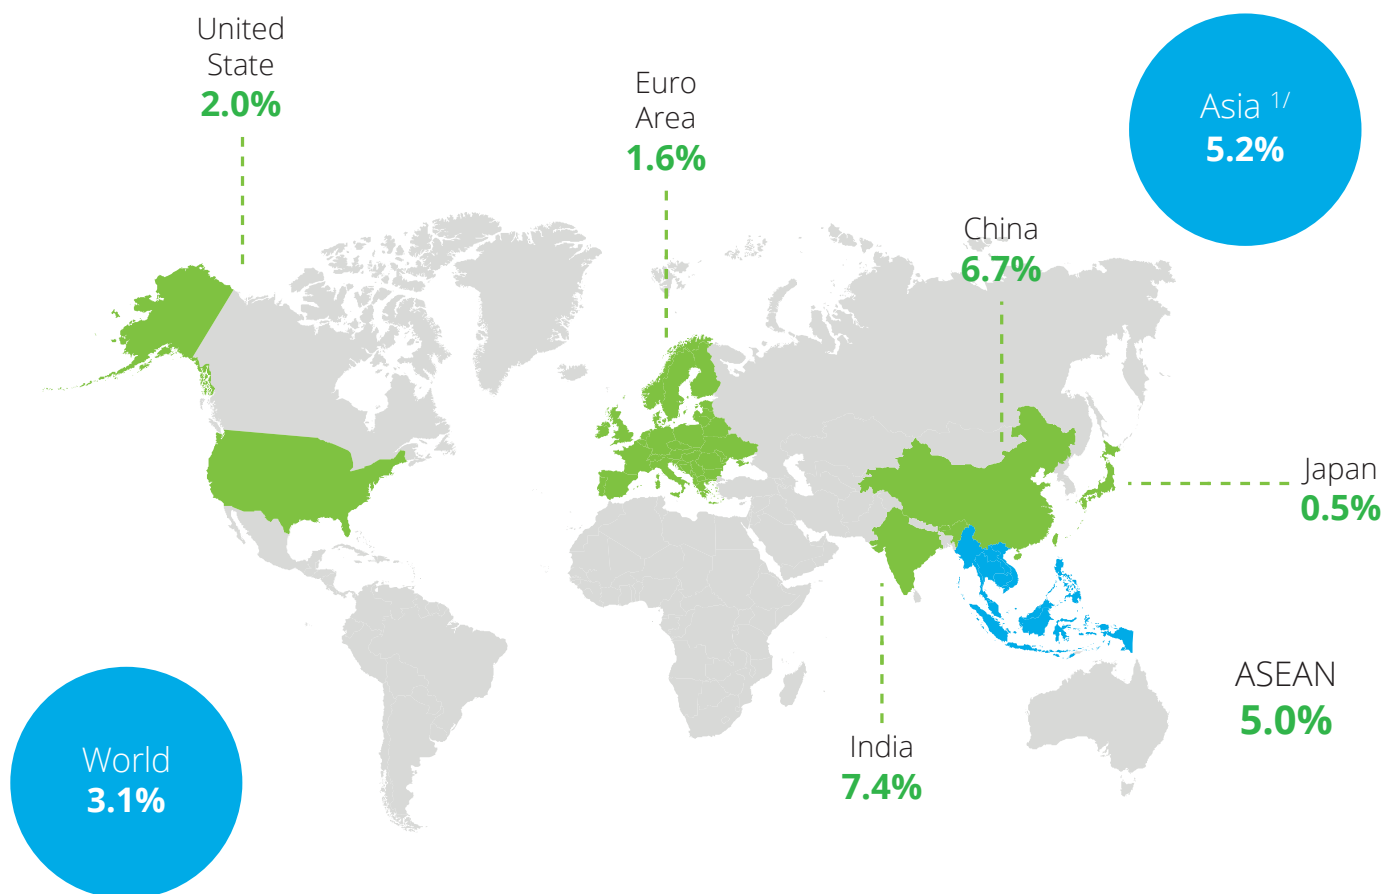 United
State
2.0%
Euro
Area
1.6%
Asia 1/
5.2%
China
6.7%
Japan
0.5%
ASEAN
5.0%
India
7.4%
World
3.1%